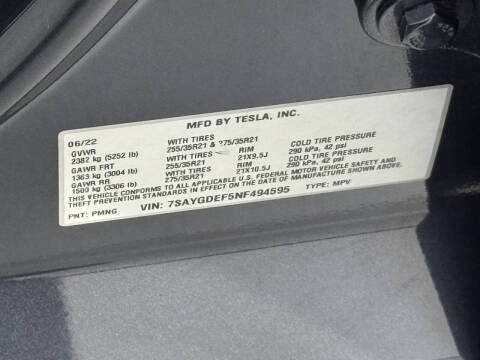 MFD BY TESLA, INC.
06/22
GVWR WITH TIRES
2382 kg (5252 lb) 255/35R21 & 275/35R21
GAWR FRT WITH TIRES RIM COLD TIRE PRESSURE
1363 kg (3004 lb) 255/35R21 21X9.5J 290 kPa, 42 psi
GAWR RR WITH TIRES RIM COLD TIRE PRESSURE
1500 kg (3306 lb) 275/35R21 21X10.5J 290 kPa, 42 psi
THIS VEHICLE CONFORMS TO ALL APPLICABLE U.S. FEDERAL MOTOR VEHICLE SAFETY AND
THEFT PREVENTION STANDARDS IN EFFECT ON THE DATE OF MANUFACTURE SHOWN ABOVE.
PNT: PMNG VIN: 7SAYGDEF5NF494595 TYPE: MPV